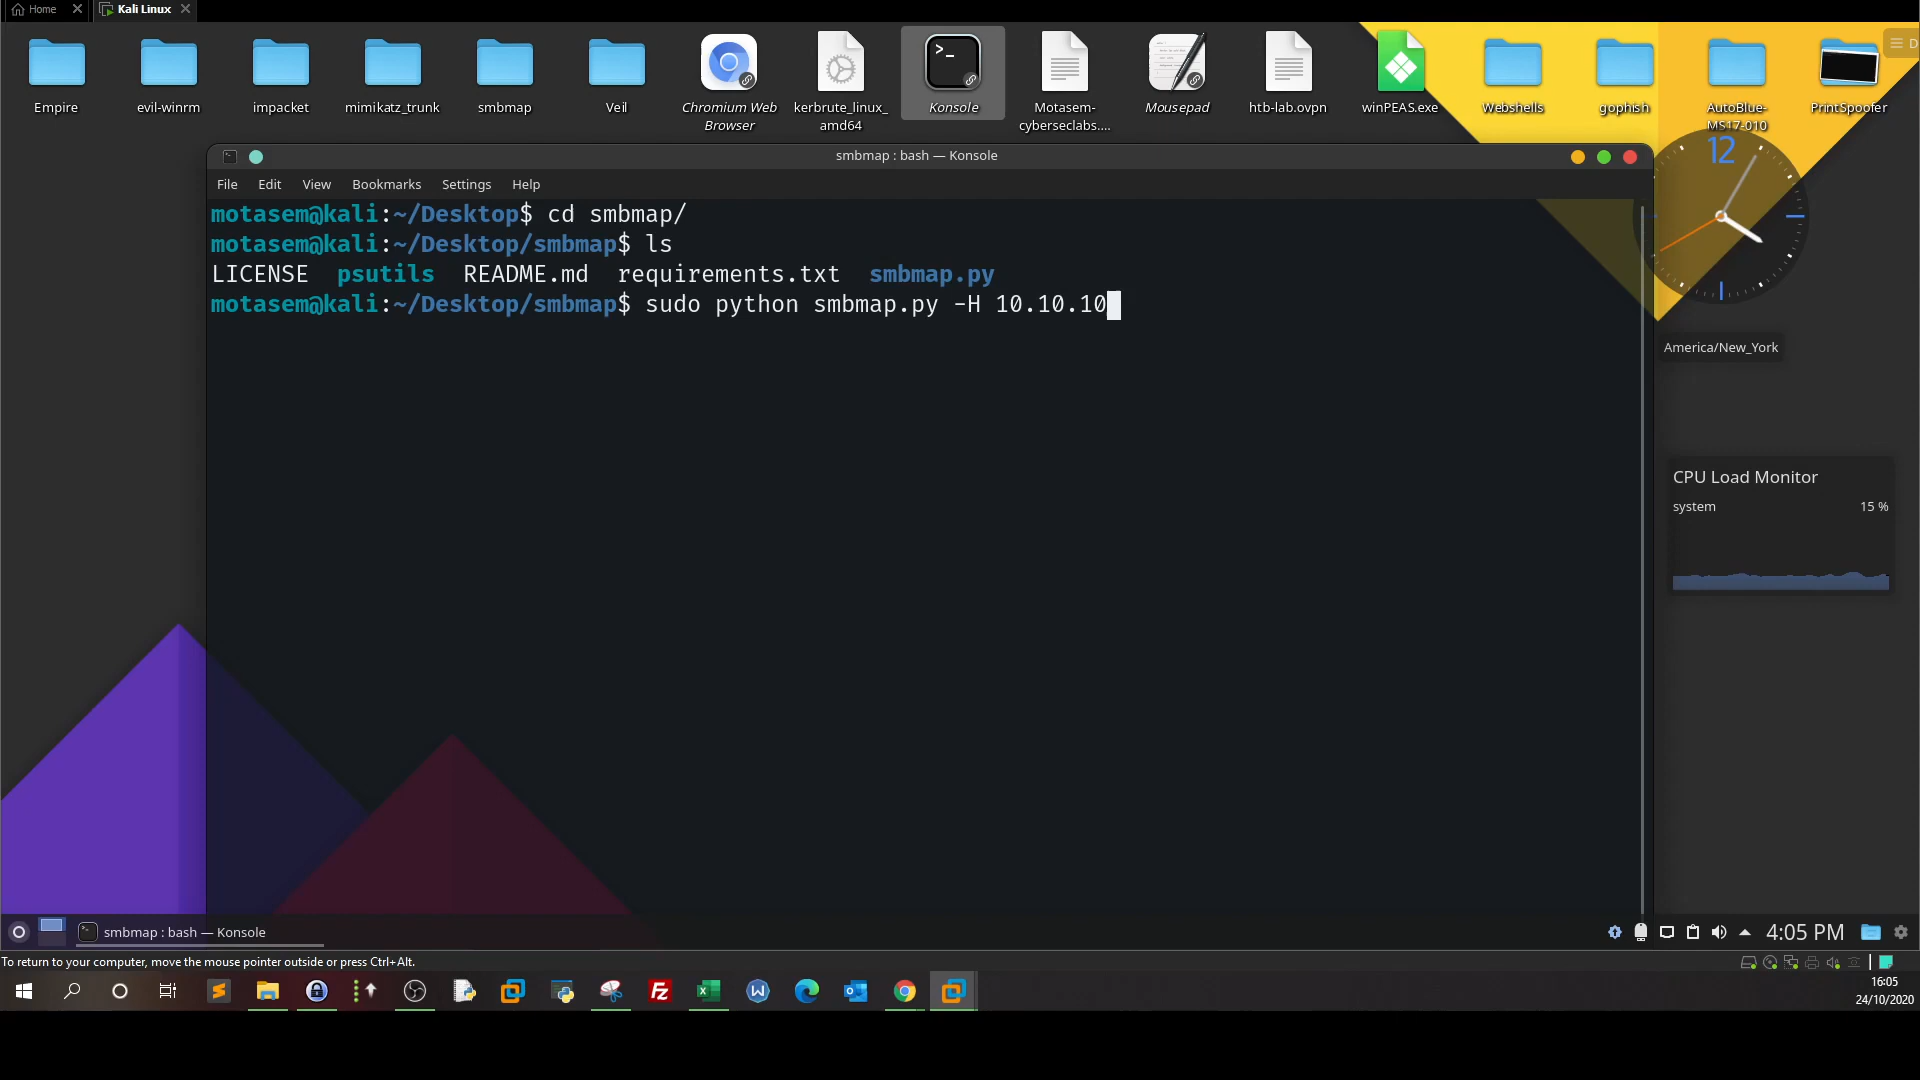 Home
Kali Linux
Empire
evil-winrm
impacket
mimikatz_trunk
smbmap
Veil
Chromium Web
Browser
kerbrute_linux_
amd64
Konsole
Motasem-
cyberseclabs....
Mousepad
htb-lab.ovpn
winPEAS.exe
Webshells
gophish
AutoBlue-
MS17-010
PrintSpoofer
D
smbmap : bash — Konsole
File Edit View Bookmarks Settings Help
motasem@kali:~/Desktop$ cd smbmap/
motasem@kali:~/Desktop/smbmap$ ls
LICENSE psutils README.md requirements.txt smbmap.py
motasem@kali:~/Desktop/smbmap$ sudo python smbmap.py -H 10.10.10
12
America/New_York
CPU Load Monitor
system 15 %
smbmap : bash — Konsole
4:05 PM
To return to your computer, move the mouse pointer outside or press Ctrl+Alt.
16:05
24/10/2020